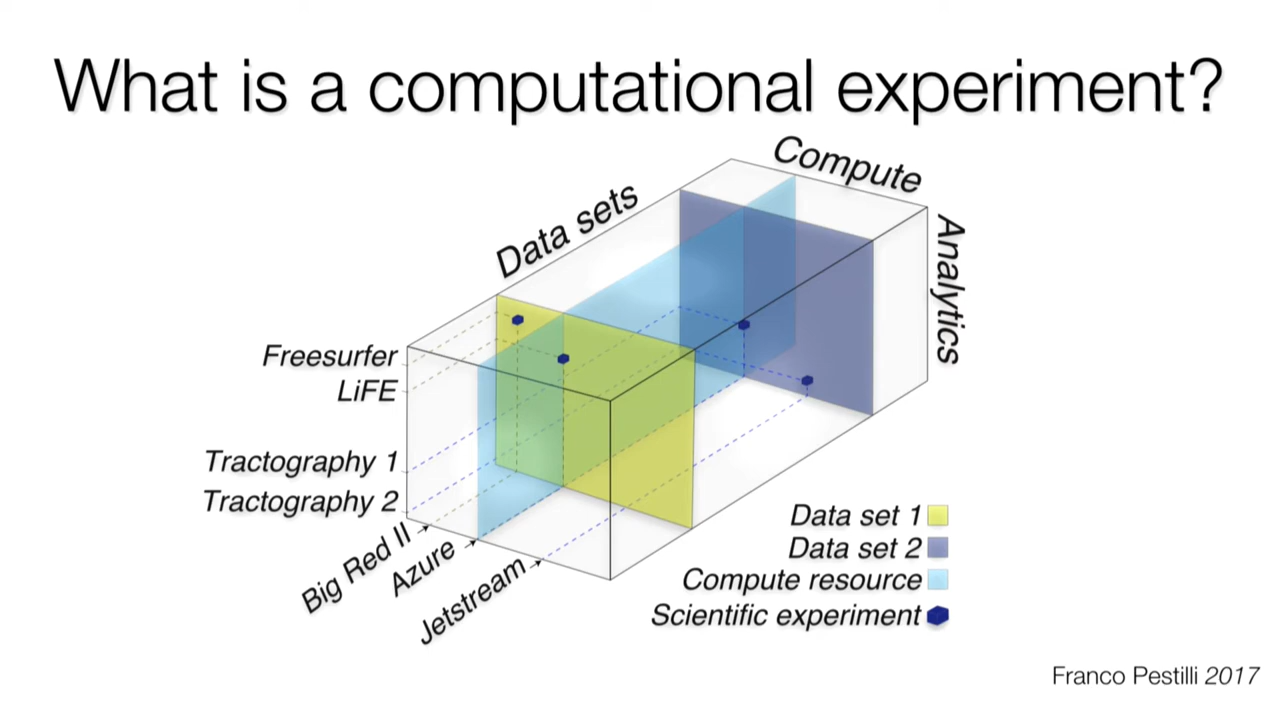 What is a computational experiment?
Compute
Data sets
Analytics
Freesurfer
LiFE
Tractography 1
Tractography 2
Big Red II
Azure
Jetstream
Data set 1
Data set 2
Compute resource
Scientific experiment
Franco Pestilli 2017